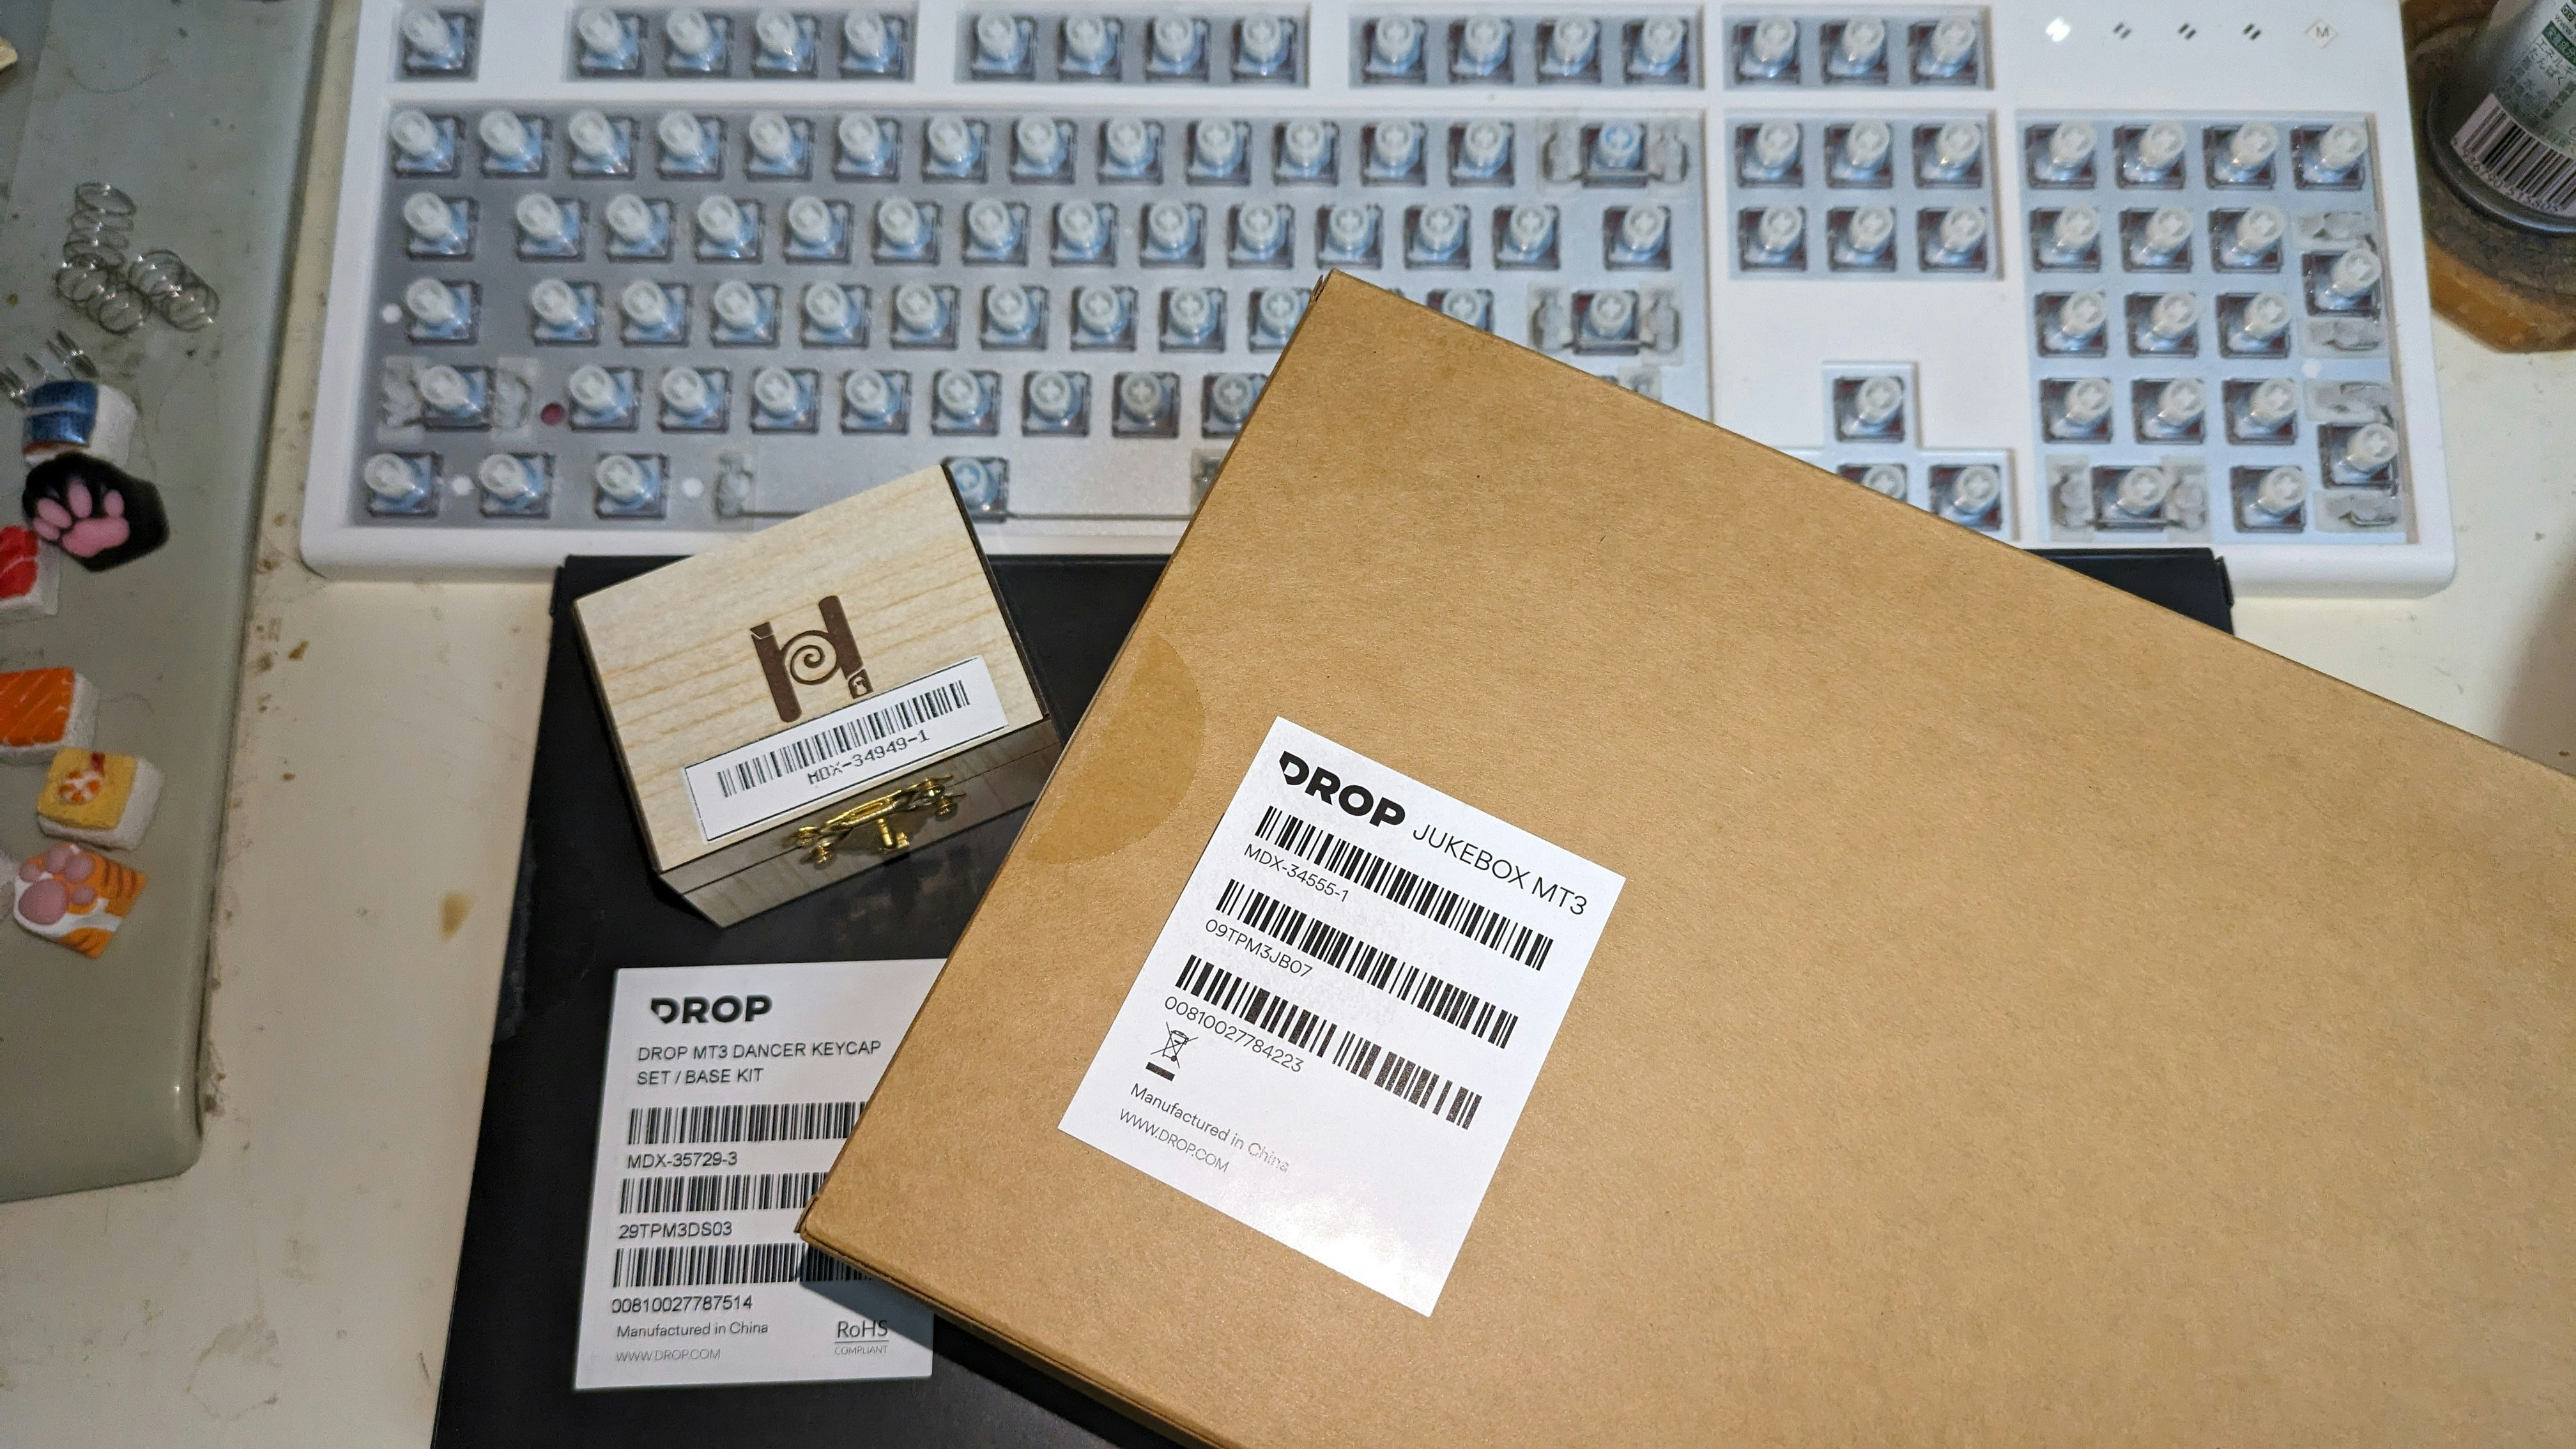 M
MDX-34949-1
DROP JUKEBOX MT3
MDX-34555-1
09TPM3JB07
00810027784223
Manufactured in China
WWW.DROP.COM
DROP
DROP MT3 DANCER KEYCAP
SET / BASE KIT
MDX-35729-3
29TPM3DS03
00810027787514
Manufactured in China
WWW.DROP.COM
RoHS
COMPLIANT